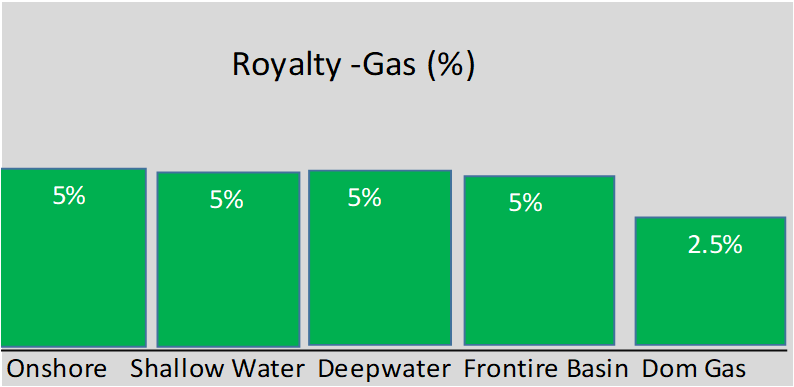 Royalty -Gas (%)
5%
5%
5%
5%
2.5%
Onshore Shallow Water Deepwater Frontire Basin Dom Gas